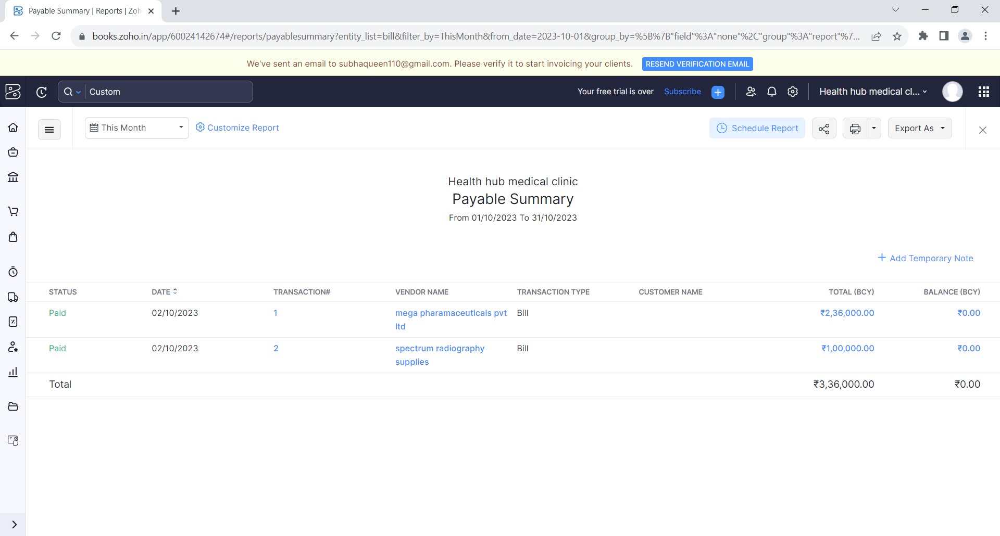 Payable Summary | Reports | Zoh
books.zoho.in/app/60024142674#/reports/payablesummary?entity_list=bill&filter_by=ThisMonth&from_date=2023-10-01&group_by=%5B%7B"field"%3A"none"%2C"group"%3A"report"%7...
We've sent an email to subhaqueen110@gmail.com. Please verify it to start invoicing your clients. RESEND VERIFICATION EMAIL
Custom Your free trial is over Subscribe Health hub medical cl...
This Month Customize Report Schedule Report Export As
Health hub medical clinic
Payable Summary
From 01/10/2023 To 31/10/2023
Add Temporary Note
STATUS DATE TRANSACTION# VENDOR NAME TRANSACTION TYPE CUSTOMER NAME TOTAL (BCY) BALANCE (BCY)
Paid 02/10/2023 1 mega pharamaceuticals pvt Bill ₹2,36,000.00 ₹0.00
ltd
Paid 02/10/2023 2 spectrum radiography Bill ₹1,00,000.00 ₹0.00
supplies
Total ₹3,36,000.00 ₹0.00